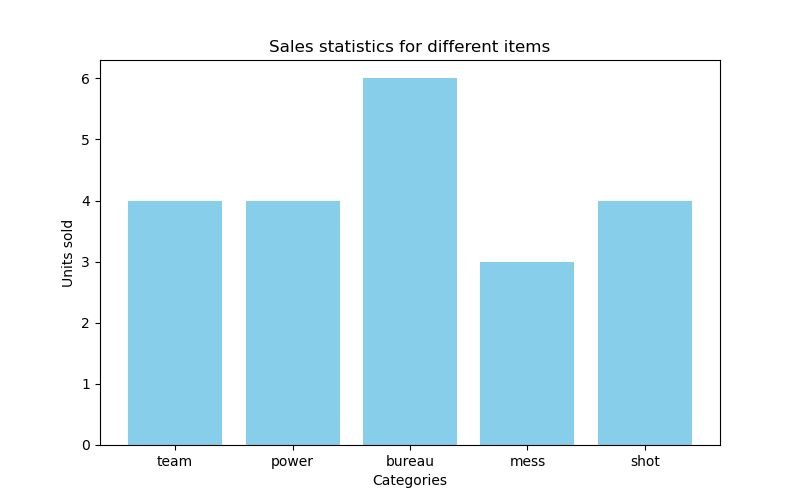 Sales statistics for different items
Units sold
6
5
4
3
2
1
0
team power bureau mess shot
Categories